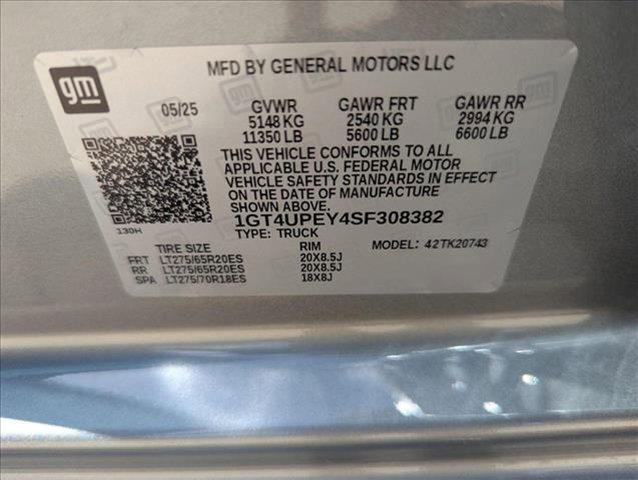 gm
MFD BY GENERAL MOTORS LLC
05/25 GVWR GAWR FRT GAWR RR
5148 KG 2540 KG 2994 KG
11350 LB 5600 LB 6600 LB
THIS VEHICLE CONFORMS TO ALL
APPLICABLE U.S. FEDERAL MOTOR
VEHICLE SAFETY STANDARDS IN EFFECT
ON THE DATE OF MANUFACTURE
SHOWN ABOVE.
1GT4UPEY4SF308382
130H
TYPE: TRUCK MODEL: 42TK20743
TIRE SIZE RIM
FRT LT275/65R20ES 20X8.5J
RR LT275/65R20ES 20X8.5J
SPA LT275/70R18ES 18X8J